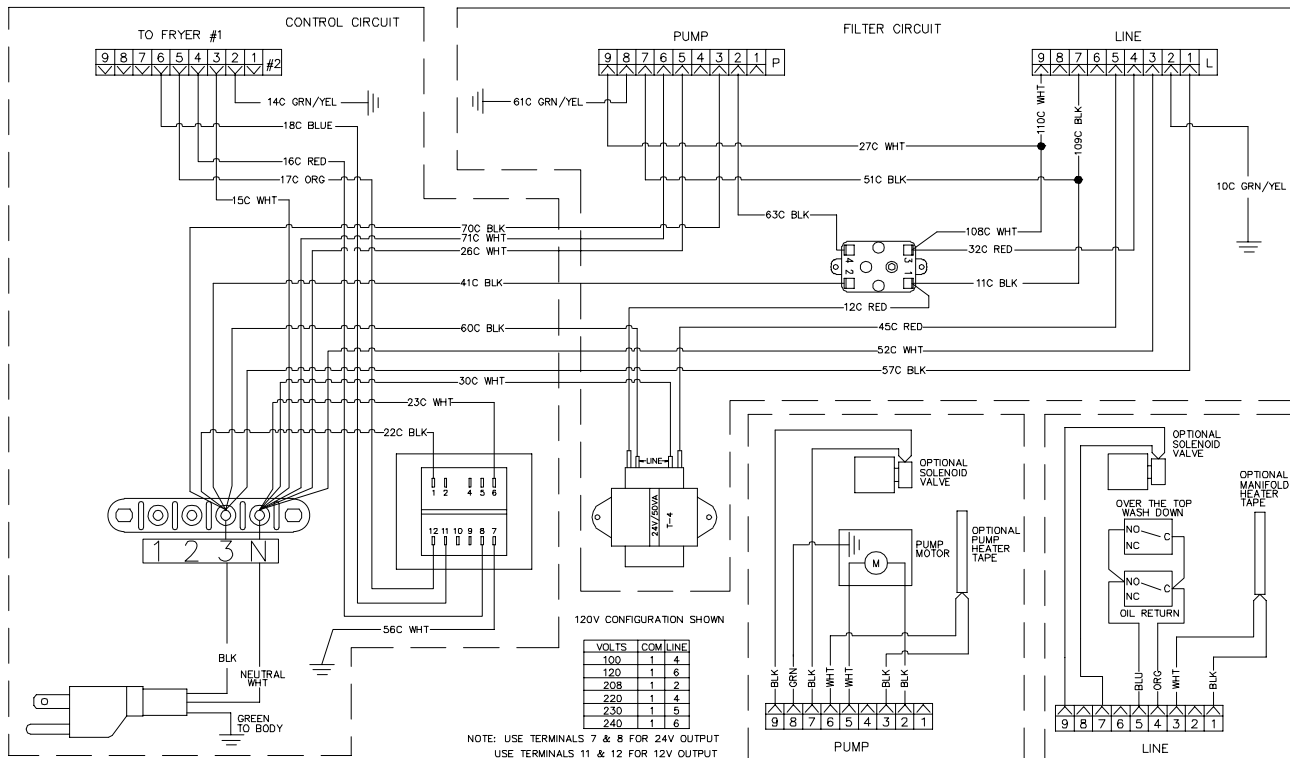 CONTROL CIRCUIT
TO FRYER #1
9 8 7 6 5 4 3 2 1 #2
14C GRN/YEL
18C BLUE
16C RED
17C ORG
15C WHT
FILTER CIRCUIT
PUMP
9 8 7 6 5 4 3 2 1 P
LINE
9 8 7 6 5 4 3 2 1 L
61C GRN/YEL
110C WHT
109C BLK
27C WHT
51C BLK
10C GRN/YEL
63C BLK
70C BLK
71C WHT
26C WHT
108C WHT
32C RED
4 3
2 1
41C BLK
11C BLK
12C RED
60C BLK
45C RED
52C WHT
57C BLK
30C WHT
23C WHT
22C BLK
LINE
1 2 4 5 6
12 11 10 9 8 7
24V/50VA
T-4
1 2 3 N
56C WHT
BLK
NEUTRAL
WHT
GREEN
TO BODY
120V CONFIGURATION SHOWN
VOLTS COM LINE
100 1 4
120 1 6
208 1 2
220 1 4
230 1 5
240 1 6
NOTE: USE TERMINALS 7 & 8 FOR 24V OUTPUT
USE TERMINALS 11 & 12 FOR 12V OUTPUT
OPTIONAL
SOLENOID
VALVE
PUMP
MOTOR
M
OPTIONAL
PUMP
HEATER
TAPE
BLK
GRN
BLK
WHT
WHT
BLK
BLK
9 8 7 6 5 4 3 2 1
PUMP
OPTIONAL
SOLENOID
VALVE
OVER THE TOP
WASH DOWN
NO
C
NC
NO
C
NC
OIL RETURN
OPTIONAL
MANIFOLD
HEATER
TAPE
BLU
ORG
WHT
BLK
9 8 7 6 5 4 3 2 1
LINE